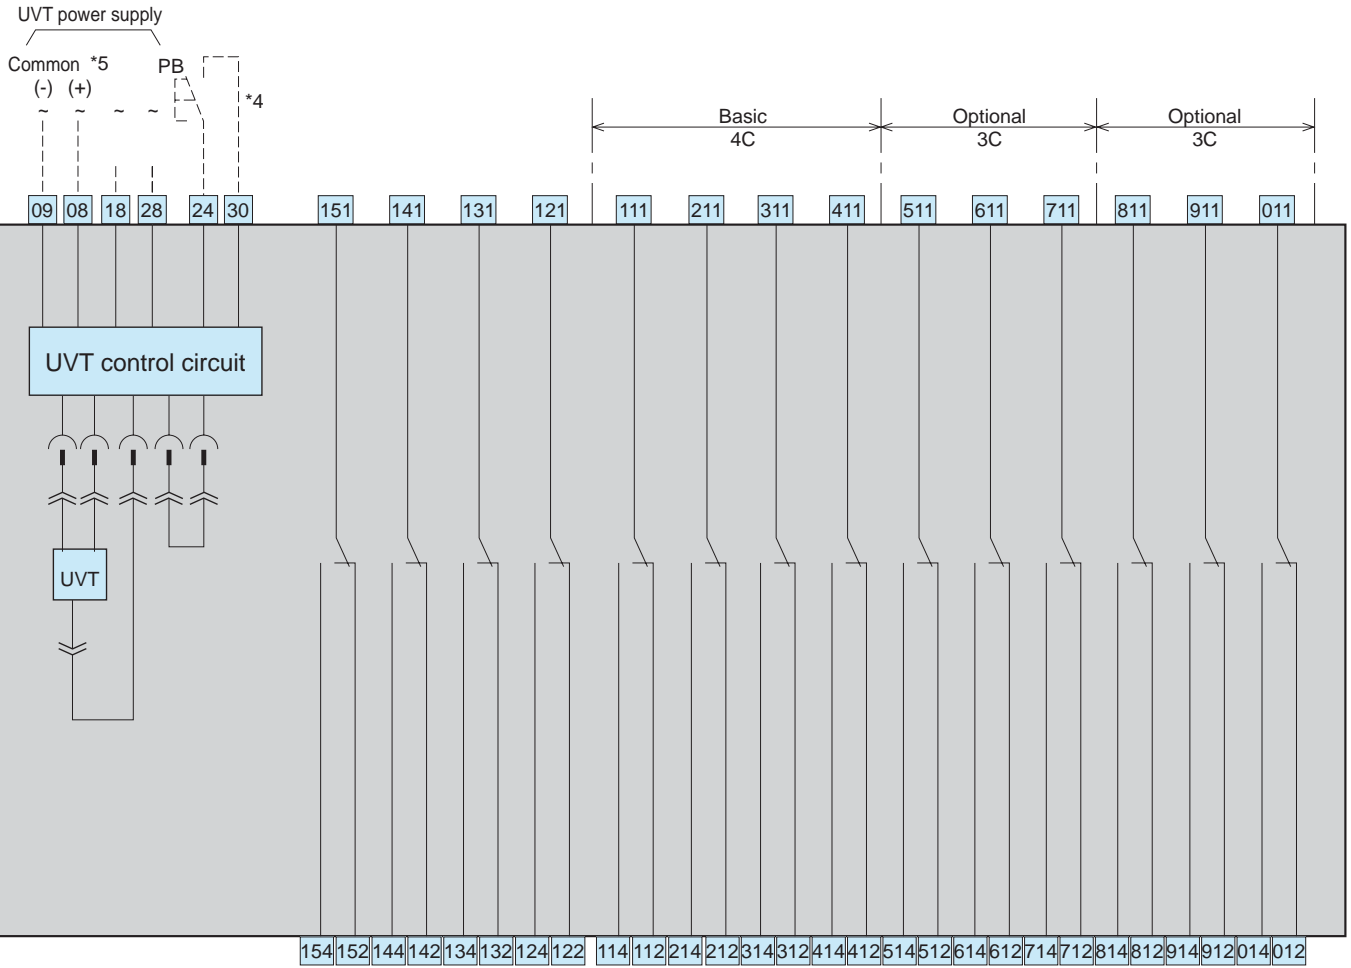 UVT power supply
Common *5 PB
(-) (+)
~ ~ ~ ~ *4
Basic Optional Optional
4C 3C 3C
09 08 18 28 24 30 151 141 131 121 111 211 311 411 511 611 711 811 911 011
UVT control circuit
UVT
154 152 144 142 134 132 124 122 114 112 214 212 314 312 414 412 514 512 614 612 714 712 814 812 914 912 014 012